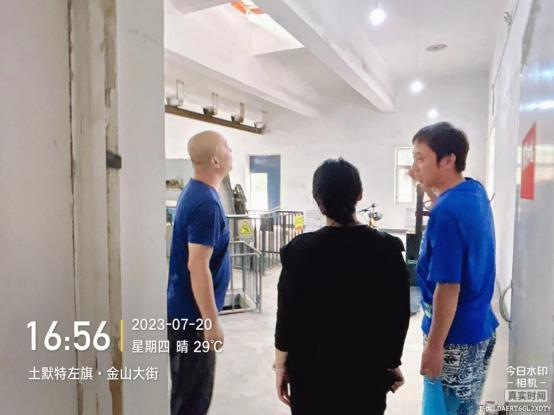 16:56
2023-07-20
星期四 晴 29℃
土默特左旗·金山大街
今日水印
相机
真实时间